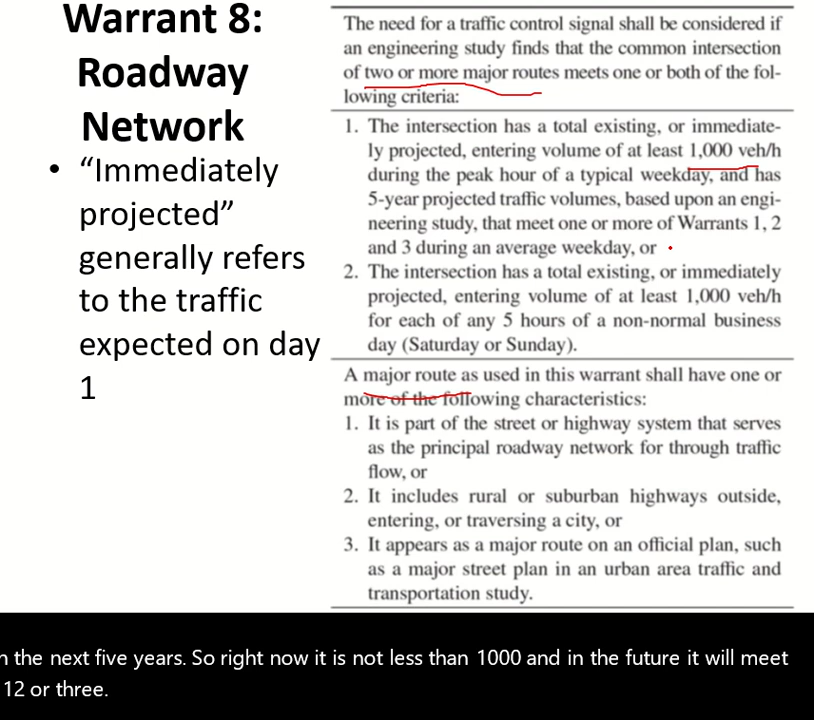 Warrant 8:
Roadway
Network
• “Immediately
projected”
generally refers
to the traffic
expected on day
1
The need for a traffic control signal shall be considered if
an engineering study finds that the common intersection
of two or more major routes meets one or both of the fol-
lowing criteria:
1. The intersection has a total existing, or immediate-
ly projected, entering volume of at least 1,000 veh/h
during the peak hour of a typical weekday, and has
5-year projected traffic volumes, based upon an engi-
neering study, that meet one or more of Warrants 1, 2
and 3 during an average weekday, or
2. The intersection has a total existing, or immediately
projected, entering volume of at least 1,000 veh/h
for each of any 5 hours of a non-normal business
day (Saturday or Sunday).
A major route as used in this warrant shall have one or
more of the following characteristics:
1. It is part of the street or highway system that serves
as the principal roadway network for through traffic
flow, or
2. It includes rural or suburban highways outside,
entering, or traversing a city, or
3. It appears as a major route on an official plan, such
as a major street plan in an urban area traffic and
transportation study.
the next five years. So right now it is not less than 1000 and in the future it will meet
12 or three.